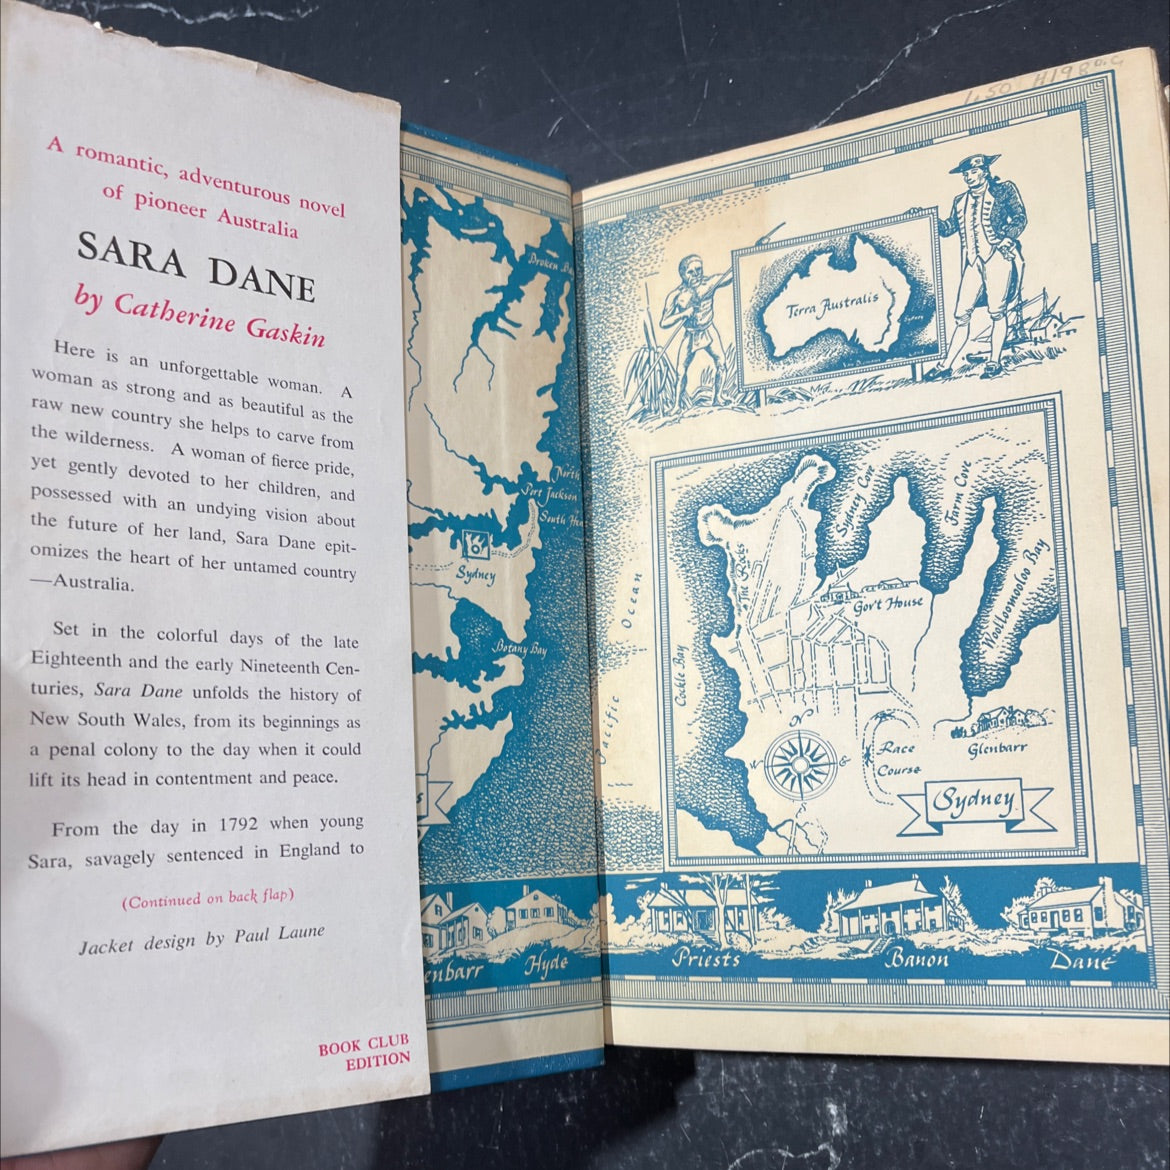 A romantic, adventurous novel
of pioneer Australia
SARA DANE
by Catherine Gaskin
Here is an unforgettable woman. A
woman as strong and as beautiful as the
raw new country she helps to carve from
the wilderness. A woman of fierce pride,
yet gently devoted to her children, and
possessed with an undying vision about
the future of her land, Sara Dane epit-
omizes the heart of her untamed country
—Australia.
Set in the colorful days of the late
Eighteenth and the early Nineteenth Cen-
turies, Sara Dane unfolds the history of
New South Wales, from its beginnings as
a penal colony to the day when it could
lift its head in contentment and peace.
From the day in 1792 when young
Sara, savagely sentenced in England to
(Continued on back flap)
Jacket design by Paul Laune
BOOK CLUB
EDITION
Broken
North
Port Jackson
South
Sydney
Botany Bay
enbarr
Hyde
1.50
Terra Australis
Pacific Ocean
Sydney Cove
Farm Cove
Woolloomooloo Bay
The Rocks
Gov't House
Cockle Bay
N
W
E
S
Race
Course
Glenbarr
Sydney
Priests
Banon
Dane